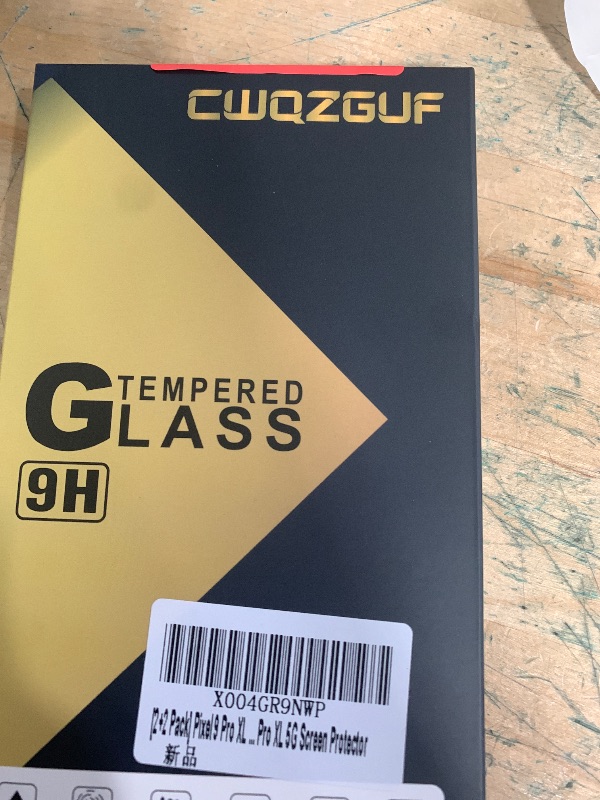 CWQZGUF
TEMPERED
GLASS
9H
X004GR9NWP
[2+2 Pack] Pixel 9 Pro XL ... Pro XL 5G Screen Protector
新品